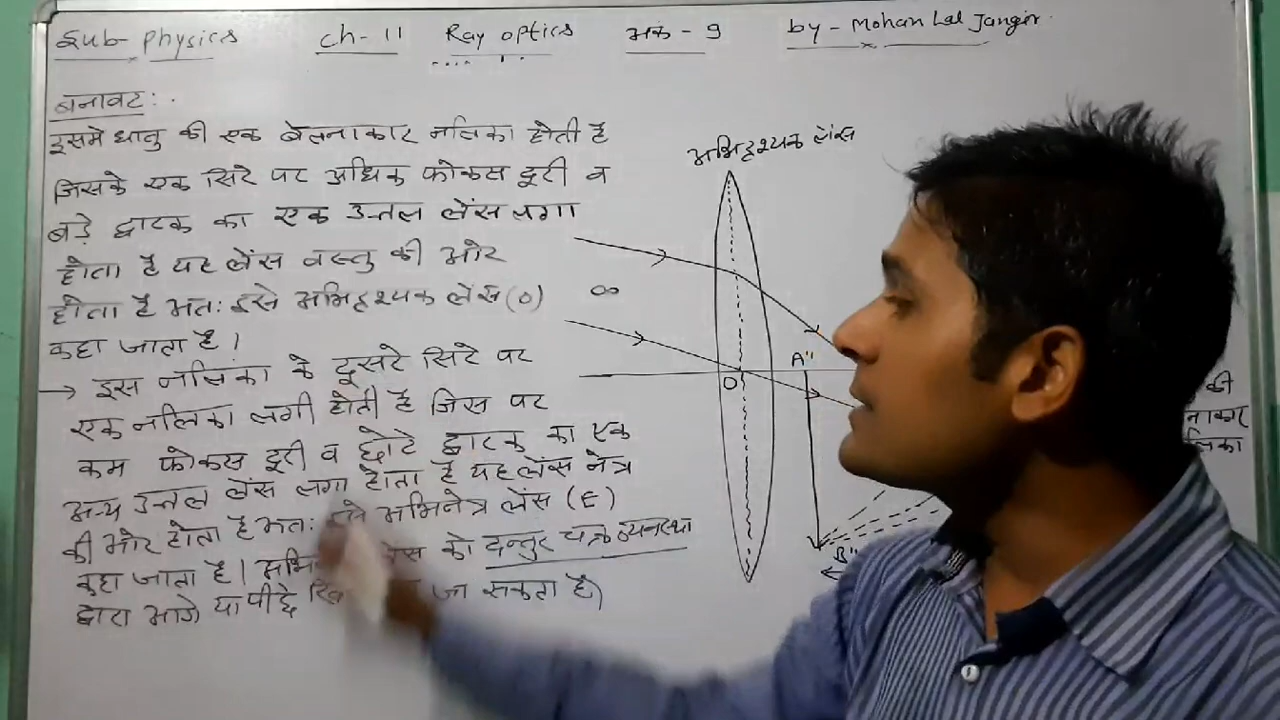 Sub- Physics ch- 11 Ray optics अंक - 9 by - Mohan Lal Jangir
बनावट :.
इसमे धातु की एक बेलनाकार नलिका होती है
जिसके एक सिरे पर अधिक फोकस दूरी व
बड़े द्वारक का एक उत्तल लेंस लगा
होता है यह लेंस वस्तु की ओर
होता है अतः इसे अभिदृश्यक लेंस (O)
कहा जाता है।
→ इस नलिका के दूसरे सिरे पर
एक नलिका लगी होती है जिस पर
कम फोकस दूरी व छोटे द्वारक का एक
अन्य उत्तल लेंस लगा होता है यह लेंस नेत्र
की ओर होता है अतः इसे अभिनेत्र लेंस (E)
कहा जाता है। को दन्तुर चक्र व्यवस्था
द्वारा आगे या पीछे जा सकता है)
अभिदृश्यक लेंस
∞
O
A"
B"
की